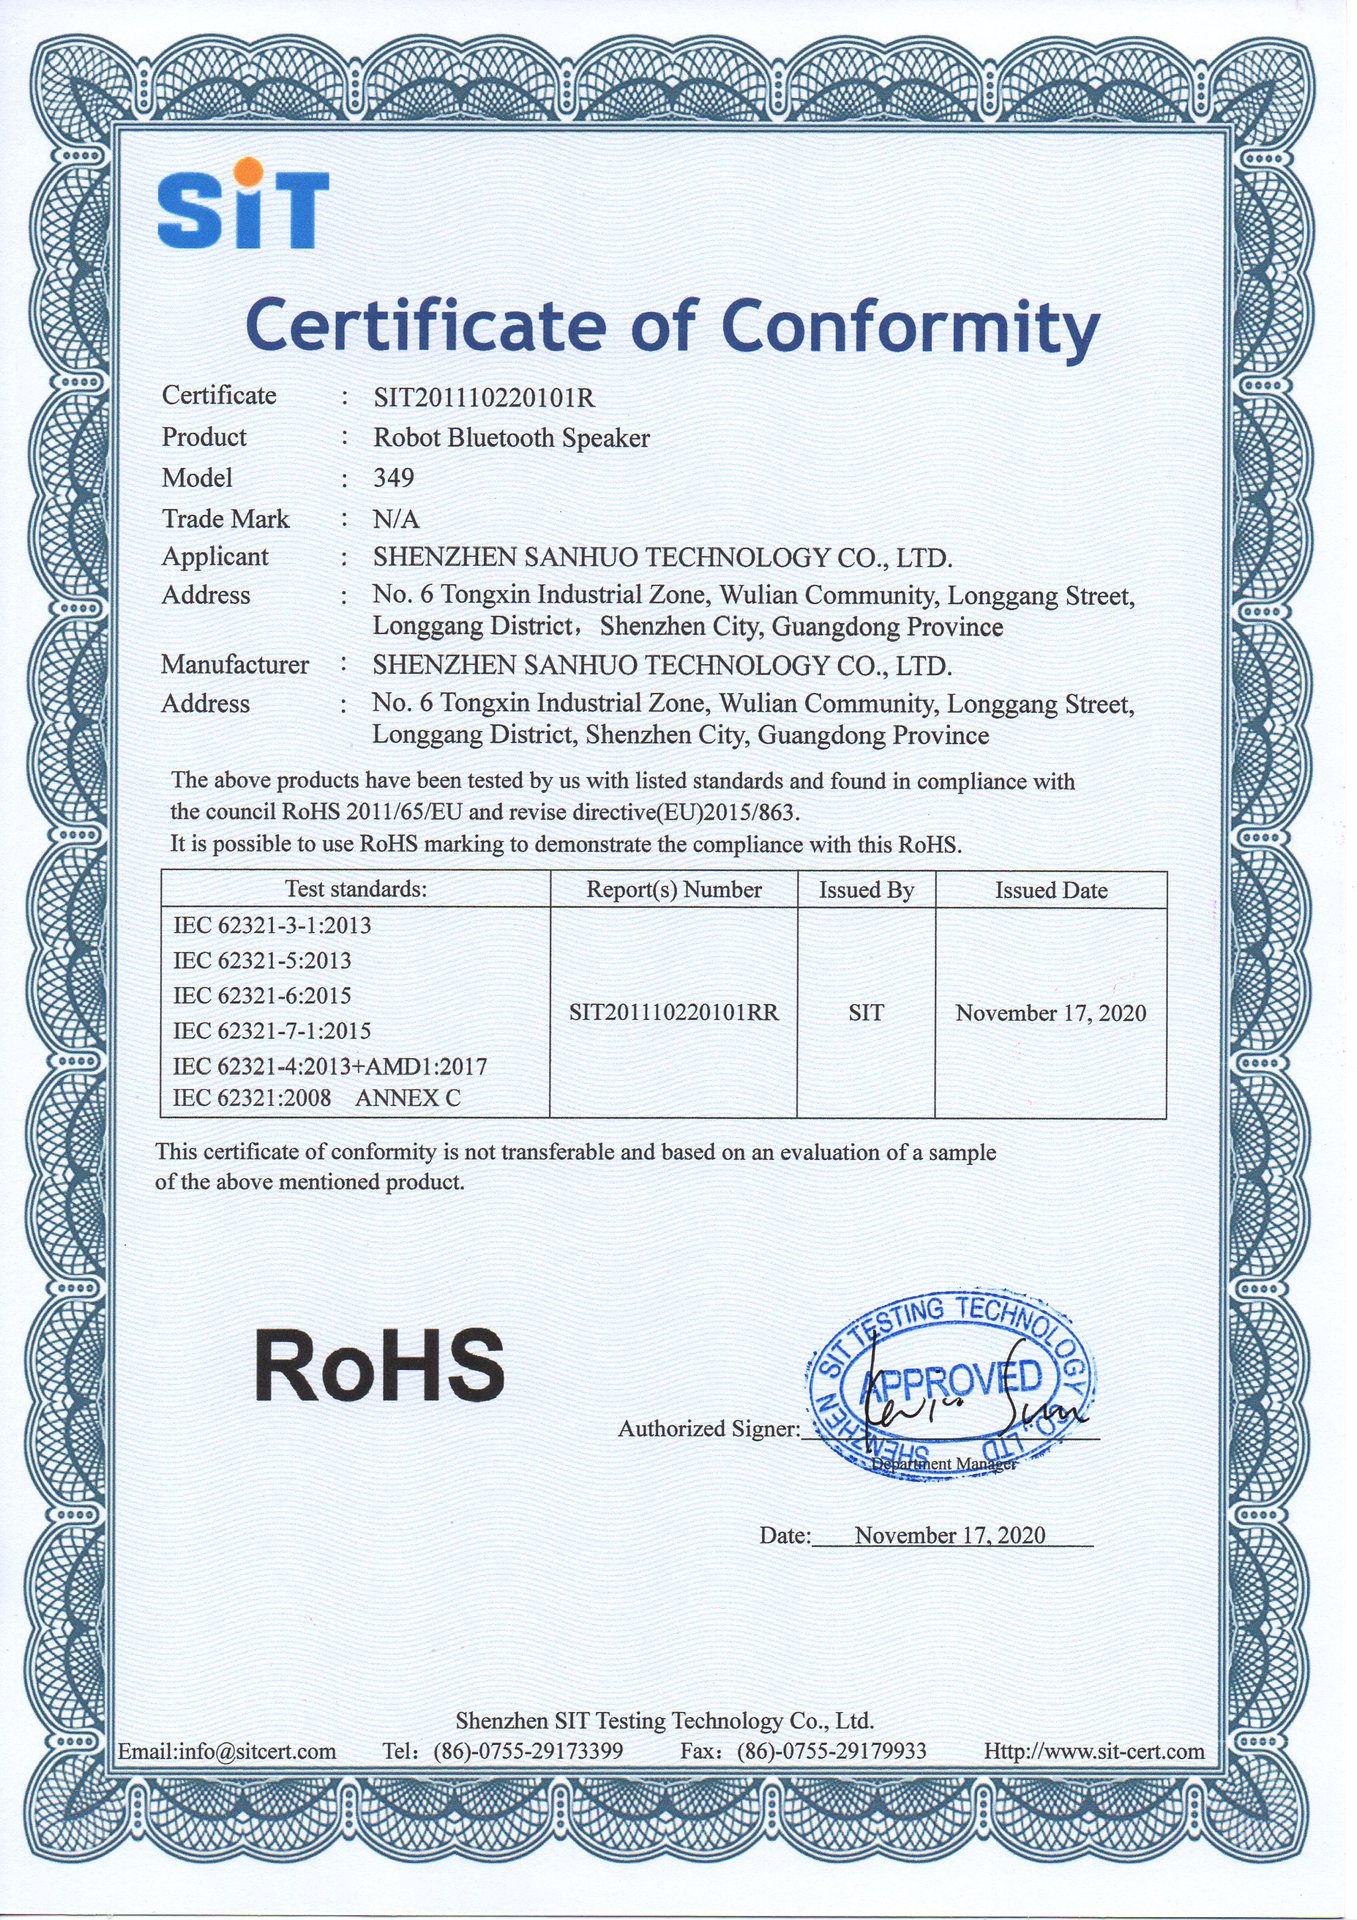 SiT
Certificate of Conformity
Certificate : SIT201110220101R
Product : Robot Bluetooth Speaker
Model : 349
Trade Mark : N/A
Applicant : SHENZHEN SANHUO TECHNOLOGY CO., LTD.
Address : No. 6 Tongxin Industrial Zone, Wulian Community, Longgang Street,
Longgang District， Shenzhen City, Guangdong Province
Manufacturer : SHENZHEN SANHUO TECHNOLOGY CO., LTD.
Address : No. 6 Tongxin Industrial Zone, Wulian Community, Longgang Street,
Longgang District, Shenzhen City, Guangdong Province
The above products have been tested by us with listed standards and found in compliance with
the council RoHS 2011/65/EU and revise directive(EU)2015/863.
It is possible to use RoHS marking to demonstrate the compliance with this RoHS.
Test standards: Report(s) Number Issued By Issued Date
IEC 62321-3-1:2013
IEC 62321-5:2013
IEC 62321-6:2015
IEC 62321-7-1:2015
IEC 62321-4:2013+AMD1:2017
IEC 62321:2008 ANNEX C
SIT201110220101RR SIT November 17, 2020
This certificate of conformity is not transferable and based on an evaluation of a sample
of the above mentioned product.
RoHS
SHENZHEN SIT TESTING TECHNOLOGY CO., LTD
APPROVED
Authorized Signer: Kevin Sun
Department Manager
Date: November 17, 2020
Shenzhen SIT Testing Technology Co., Ltd.
Email:info@sitcert.com Tel：(86)-0755-29173399 Fax：(86)-0755-29179933 Http://www.sit-cert.com